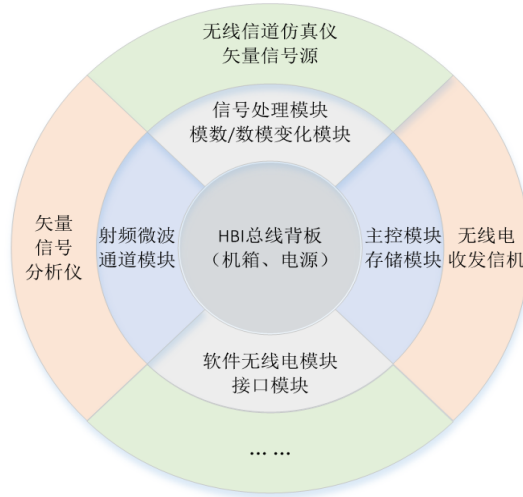 无线信道仿真仪
矢量信号源
信号处理模块
模数/数模变化模块
矢量
信号
分析仪
射频微波
通道模块
HBI总线背板
（机箱、电源）
主控模块
存储模块
无线电
收发信机
软件无线电模块
接口模块
... ...